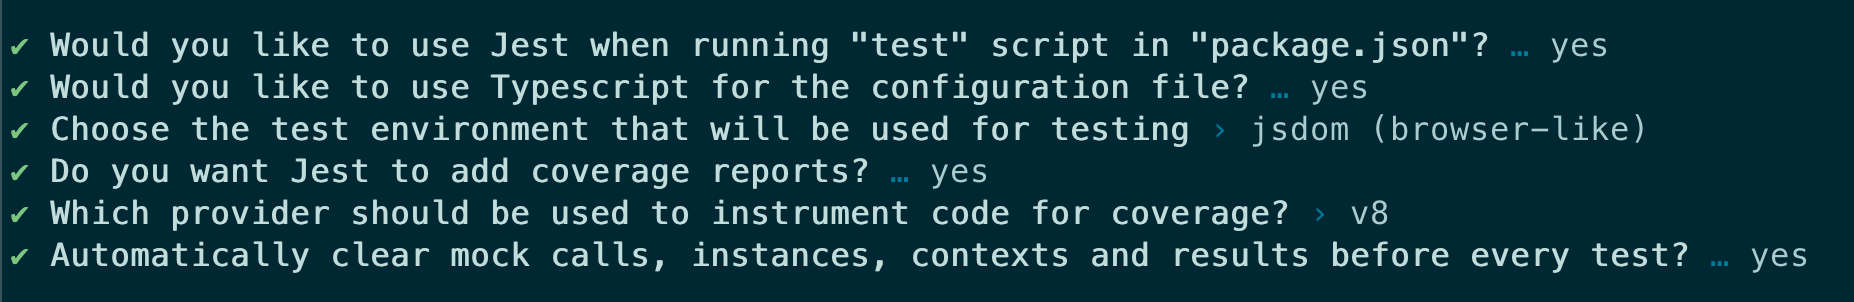 ✔ Would you like to use Jest when running "test" script in "package.json"? … yes
✔ Would you like to use Typescript for the configuration file? … yes
✔ Choose the test environment that will be used for testing › jsdom (browser-like)
✔ Do you want Jest to add coverage reports? … yes
✔ Which provider should be used to instrument code for coverage? › v8
✔ Automatically clear mock calls, instances, contexts and results before every test? … yes